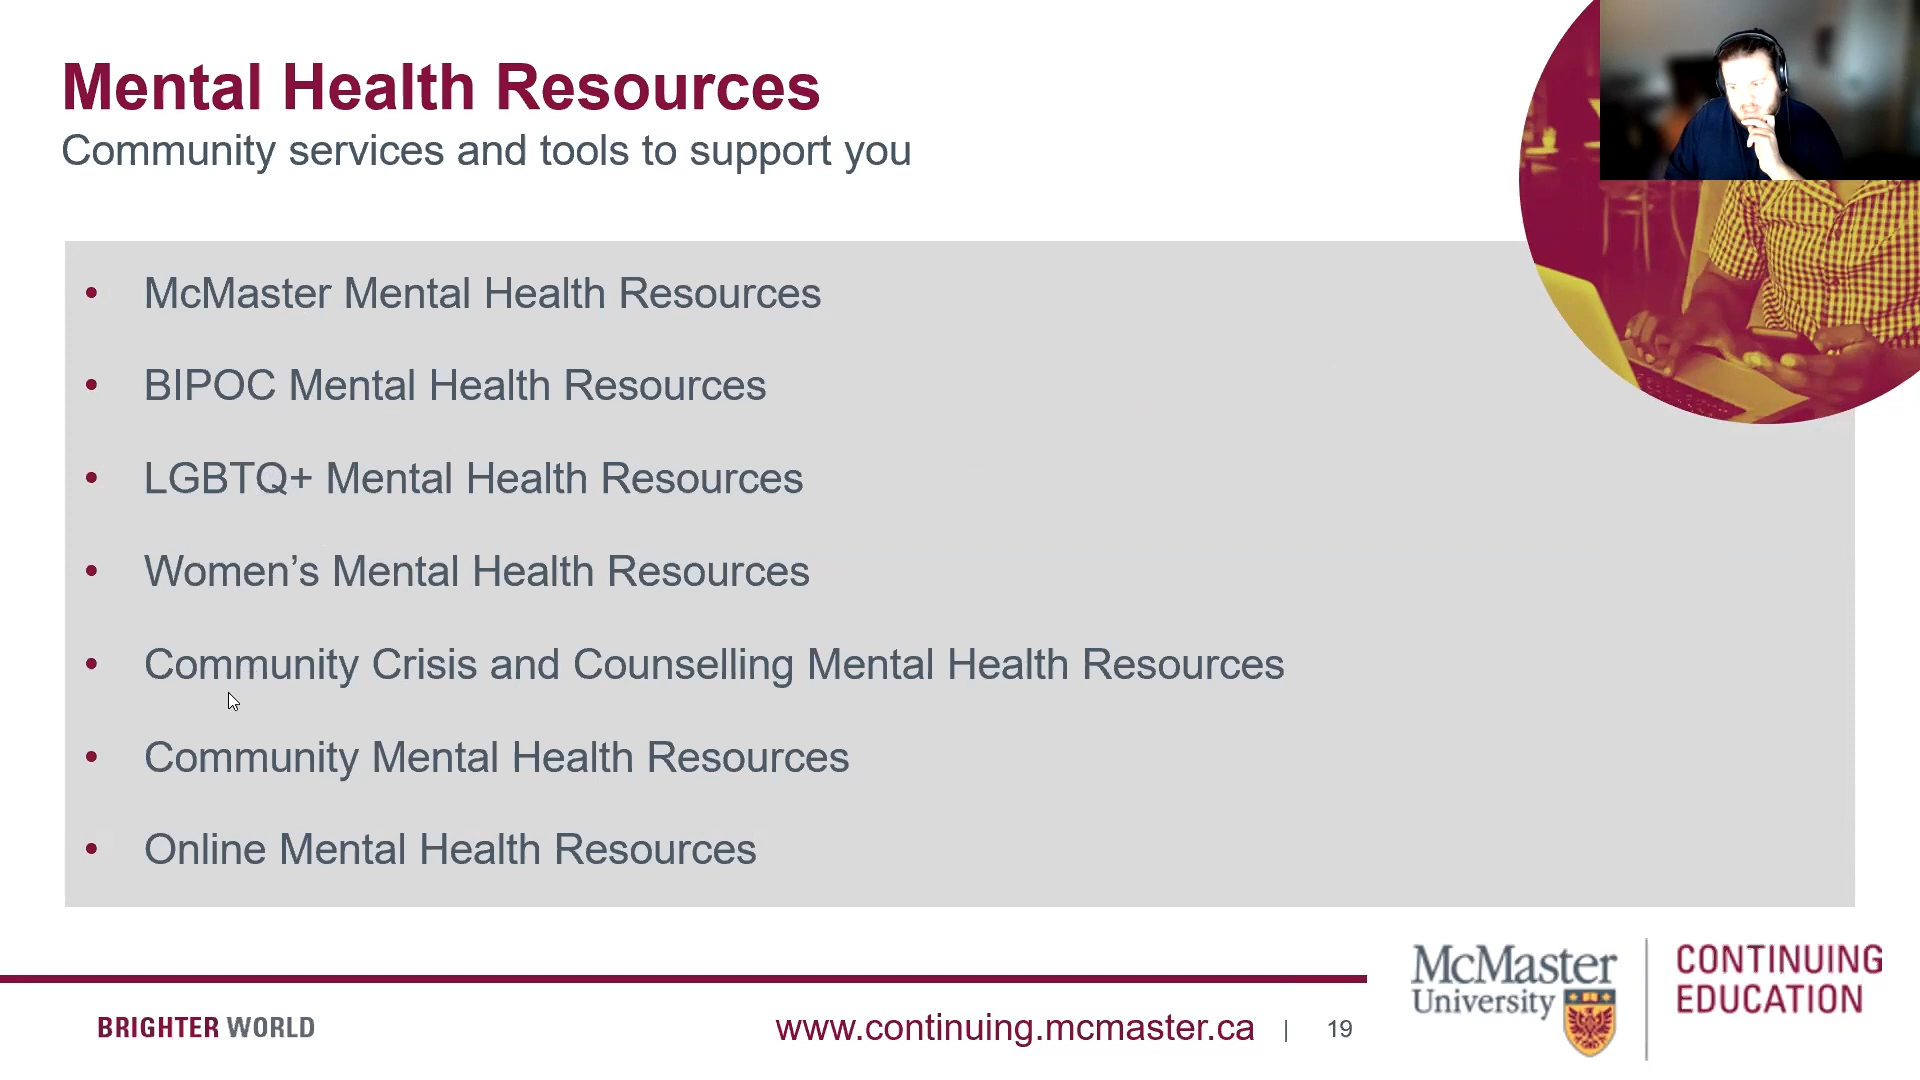 Mental Health Resources
Community services and tools to support you
• McMaster Mental Health Resources
• BIPOC Mental Health Resources
• LGBTQ+ Mental Health Resources
• Women’s Mental Health Resources
• Community Crisis and Counselling Mental Health Resources
• Community Mental Health Resources
• Online Mental Health Resources
BRIGHTER WORLD
www.continuing.mcmaster.ca | 19
McMaster
University
CONTINUING
EDUCATION